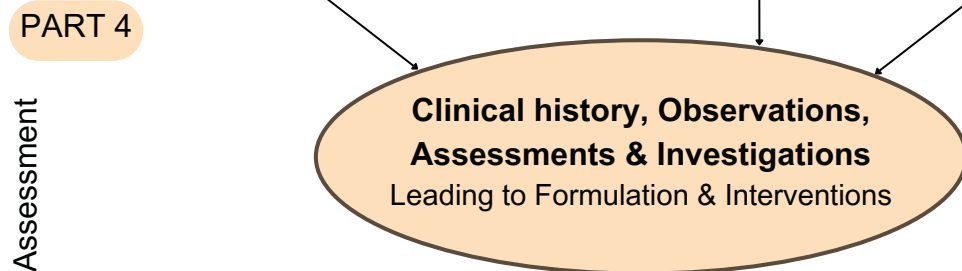 PART 4
Assessment
Clinical history, Observations,
Assessments & Investigations
Leading to Formulation & Interventions